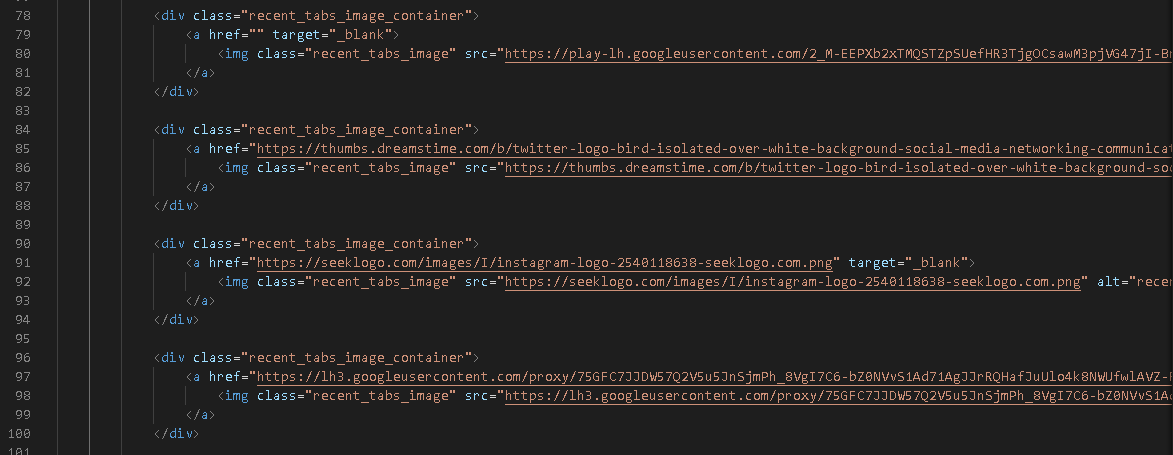 78 <div class="recent_tabs_image_container">
79 <a href="" target="_blank">
80 <img class="recent_tabs_image" src="https://play-lh.googleusercontent.com/2_M-EEPXb2xTMQSTZpSUefHR3TjgOCsawM3pjVG47jI-Br
81 </a>
82 </div>
83
84 <div class="recent_tabs_image_container">
85 <a href="https://thumbs.dreamstime.com/b/twitter-logo-bird-isolated-over-white-background-social-media-networking-communicat
86 <img class="recent_tabs_image" src="https://thumbs.dreamstime.com/b/twitter-logo-bird-isolated-over-white-background-soc
87 </a>
88 </div>
89
90 <div class="recent_tabs_image_container">
91 <a href="https://seeklogo.com/images/I/instagram-logo-2540118638-seeklogo.com.png" target="_blank">
92 <img class="recent_tabs_image" src="https://seeklogo.com/images/I/instagram-logo-2540118638-seeklogo.com.png" alt="recen
93 </a>
94 </div>
95
96 <div class="recent_tabs_image_container">
97 <a href="https://lh3.googleusercontent.com/proxy/75GFC7JJDW57Q2V5u5JnSjmPh_8VgI7C6-bZ0NVvS1Ad71AgJJrRQHafJuUlo4k8NWUfwlAVZ-
98 <img class="recent_tabs_image" src="https://lh3.googleusercontent.com/proxy/75GFC7JJDW57Q2V5u5JnSjmPh_8VgI7C6-bZ0NVvS1A
99 </a>
100 </div>
101